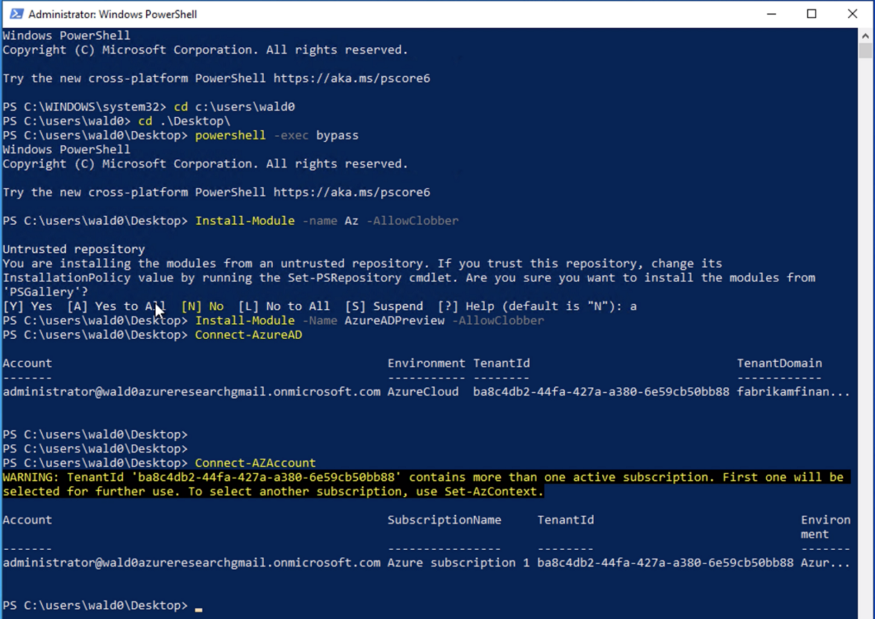 Administrator: Windows PowerShell
Windows PowerShell
Copyright (C) Microsoft Corporation. All rights reserved.
Try the new cross-platform PowerShell https://aka.ms/pscore6
PS C:\WINDOWS\system32> cd c:\users\wald0
PS C:\users\wald0> cd .\Desktop\
PS C:\users\wald0\Desktop> powershell -exec bypass
Windows PowerShell
Copyright (C) Microsoft Corporation. All rights reserved.
Try the new cross-platform PowerShell https://aka.ms/pscore6
PS C:\users\wald0\Desktop> Install-Module -name Az -AllowClobber
Untrusted repository
You are installing the modules from an untrusted repository. If you trust this repository, change its
InstallationPolicy value by running the Set-PSRepository cmdlet. Are you sure you want to install the modules from
'PSGallery'?
[Y] Yes  [A] Yes to All  [N] No  [L] No to All  [S] Suspend  [?] Help (default is "N"): a
PS C:\users\wald0\Desktop> Install-Module -Name AzureADPreview -AllowClobber
PS C:\users\wald0\Desktop> Connect-AzureAD
Account Environment TenantId TenantDomain
------- ----------- -------- ------------
administrator@wald0azureresearchgmail.onmicrosoft.com AzureCloud ba8c4db2-44fa-427a-a380-6e59cb50bb88 fabrikamfinan...
PS C:\users\wald0\Desktop>
PS C:\users\wald0\Desktop>
PS C:\users\wald0\Desktop> Connect-AZAccount
WARNING: TenantId 'ba8c4db2-44fa-427a-a380-6e59cb50bb88' contains more than one active subscription. First one will be
selected for further use. To select another subscription, use Set-AzContext.
Account SubscriptionName TenantId Environ
ment
------- ---------------- -------- -------
administrator@wald0azureresearchgmail.onmicrosoft.com Azure subscription 1 ba8c4db2-44fa-427a-a380-6e59cb50bb88 Azur...
PS C:\users\wald0\Desktop>